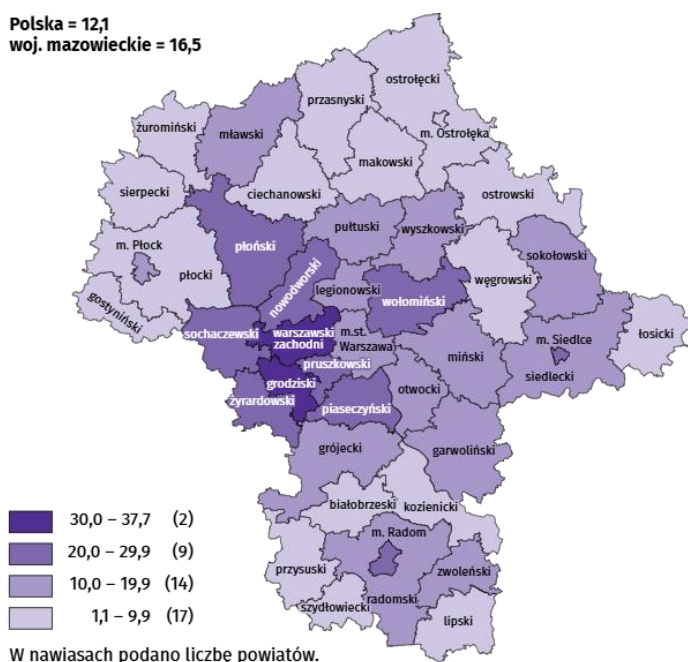 Polska = 12,1
woj. mazowieckie = 16,5
ostrołęcki
przasnyski
żuromiński
mławski
m. Ostrołęka
makowski
sierpecki
ciechanowski
ostrowski
pułtuski
wyszkowski
m. Płock
płoński
sokołowski
węgrowski
płocki
nowodworski
legionowski
wołomiński
gostyniński
sochaczewski
warszawski
zachodni
m.st.
Warszawa
m. Siedlce
łosicki
miński
pruszkowski
siedlecki
grodziski
otwocki
żyrardowski
piaseczyński
grójecki
garwoliński
białobrzeski
kozienicki
m. Radom
przysuski
zwoleński
radomski
szydłowiecki
lipski
30,0 – 37,7 (2)
20,0 – 29,9 (9)
10,0 – 19,9 (14)
1,1 – 9,9 (17)
W nawiasach podano liczbę powiatów.